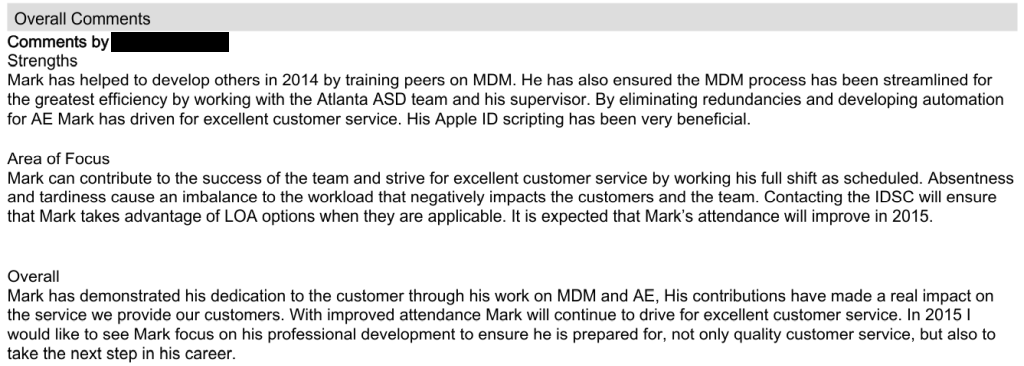 Overall Comments
Comments by
Strengths
Mark has helped to develop others in 2014 by training peers on MDM. He has also ensured the MDM process has been streamlined for
the greatest efficiency by working with the Atlanta ASD team and his supervisor. By eliminating redundancies and developing automation
for AE Mark has driven for excellent customer service. His Apple ID scripting has been very beneficial.
Area of Focus
Mark can contribute to the success of the team and strive for excellent customer service by working his full shift as scheduled. Absentness
and tardiness cause an imbalance to the workload that negatively impacts the customers and the team. Contacting the IDSC will ensure
that Mark takes advantage of LOA options when they are applicable. It is expected that Mark’s attendance will improve in 2015.
Overall
Mark has demonstrated his dedication to the customer through his work on MDM and AE, His contributions have made a real impact on
the service we provide our customers. With improved attendance Mark will continue to drive for excellent customer service. In 2015 I
would like to see Mark focus on his professional development to ensure he is prepared for, not only quality customer service, but also to
take the next step in his career.